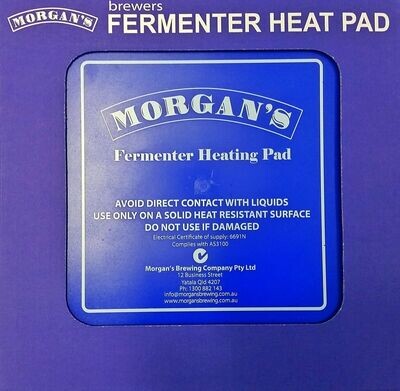 MORGAN'S
brewers
FERMENTER HEAT PAD
MORGAN'S
Fermenter Heating Pad
AVOID DIRECT CONTACT WITH LIQUIDS
USE ONLY ON A SOLID HEAT RESISTANT SURFACE
DO NOT USE IF DAMAGED
Electrical Certificate of supply: 6691N
Complies with AS3100
Morgan's Brewing Company Pty Ltd
12 Business Street
Yatala Qld 4207
Ph: 1300 882 143
info@morgansbrewing.com.au
www.morgansbrewing.com.au